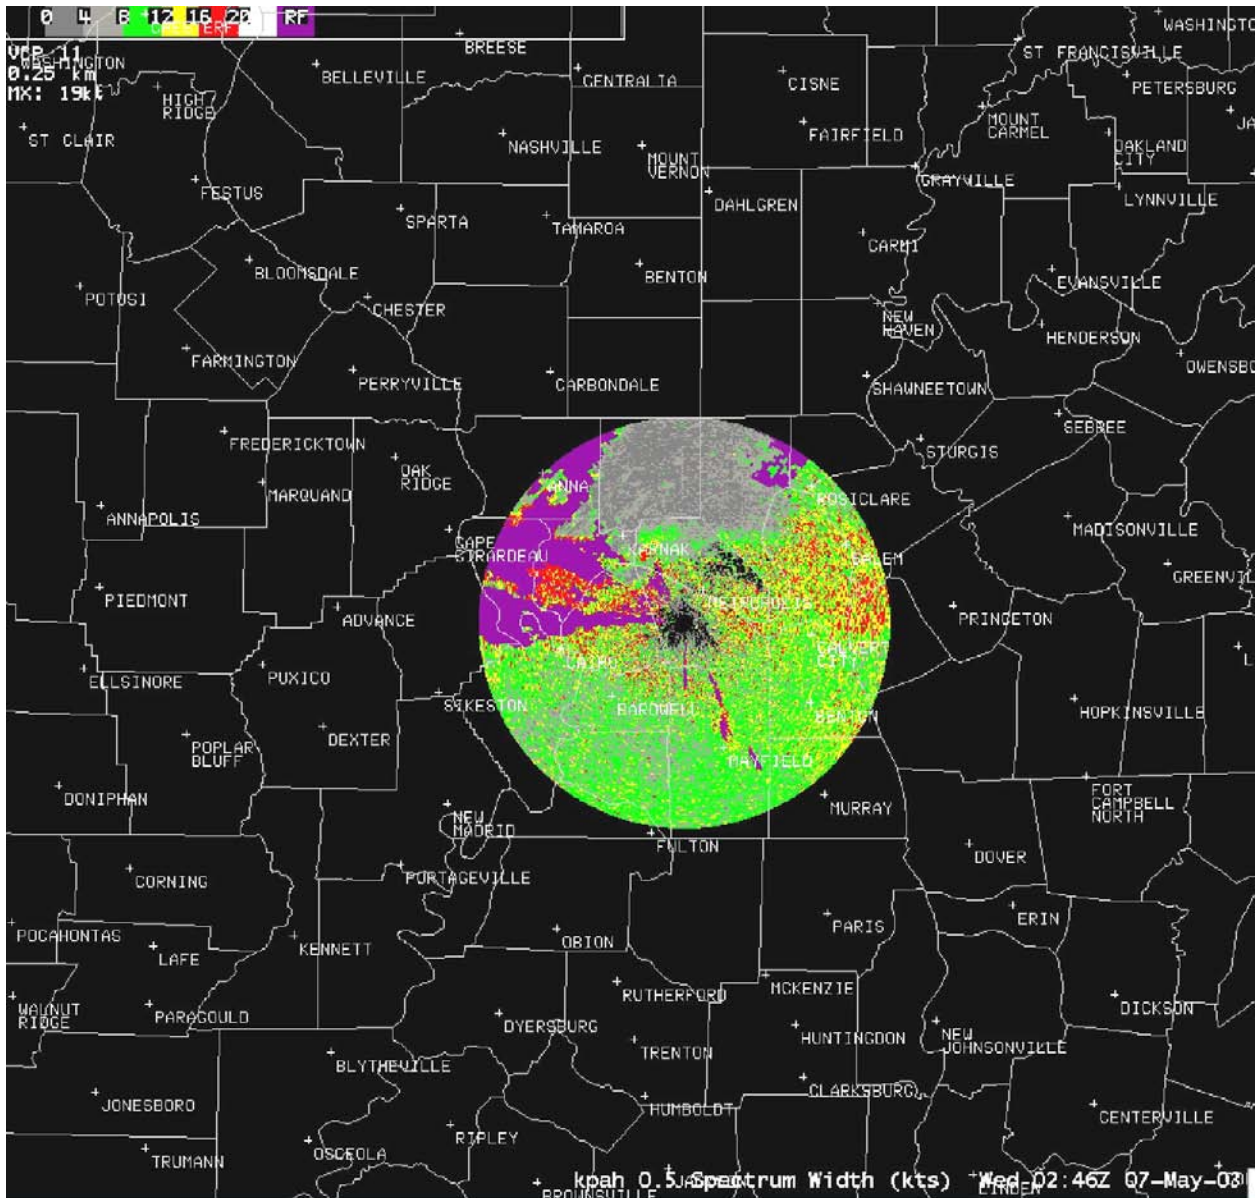 0 4 8 12 16 20 RF
VCP 11
0.25 km
WASHINGTON
BREESE
ST FRANCISVILLE
BELLEVILLE
CENTRALIA
CISNE
PETERSBURG
HIGH
RIDGE
MOUNT
CARMEL
ST CLAIR
NASHVILLE
MOUNT
VERNON
FAIRFIELD
OAKLAND
CITY
FESTUS
GRAYVILLE
LYNNVILLE
SPARTA
TAMAROA
DAHLGREN
CARMI
BLOOMSDALE
BENTON
EVANSVILLE
POTOSI
CHESTER
NEW
HAVEN
HENDERSON
FARMINGTON
PERRYVILLE
CARBONDALE
SHAWNEETOWN
OWENSBO
FREDERICKTOWN
SEBREE
OAK
RIDGE
STURGIS
MARQUAND
ANNA
ROSICLARE
ANNAPOLIS
MADISONVILLE
CAPE
GIRARDEAU
KARNAK
SALEM
GREENVIL
PIEDMONT
METROPOLIS
ADVANCE
PRINCETON
CAIRO
CALVERT
CITY
ELLSINORE
PUXICO
SIKESTON
BARDWELL
BENTON
HOPKINSVILLE
DEXTER
POPLAR
BLUFF
MAYFIELD
DONIPHAN
MURRAY
FORT
CAMPBELL
NORTH
NEW
MADRID
FULTON
DOVER
CORNING
PORTAGEVILLE
POCAHONTAS
KENNETT
OBION
PARIS
ERIN
LAFE
RUTHERFORD
MCKENZIE
DICKSON
WALNUT
RIDGE
PARAGOULD
DYERSBURG
TRENTON
HUNTINGDON
NEW
JOHNSONVILLE
BLYTHEVILLE
CLARKSBURG
JONESBORO
HUMBOLDT
CENTERVILLE
TRUMANN
OSCEOLA
RIPLEY
kpah 0.5 Spectrum Width (kts) Wed 02:46Z 07-May-03
BROWNSVILLE
LINDEN